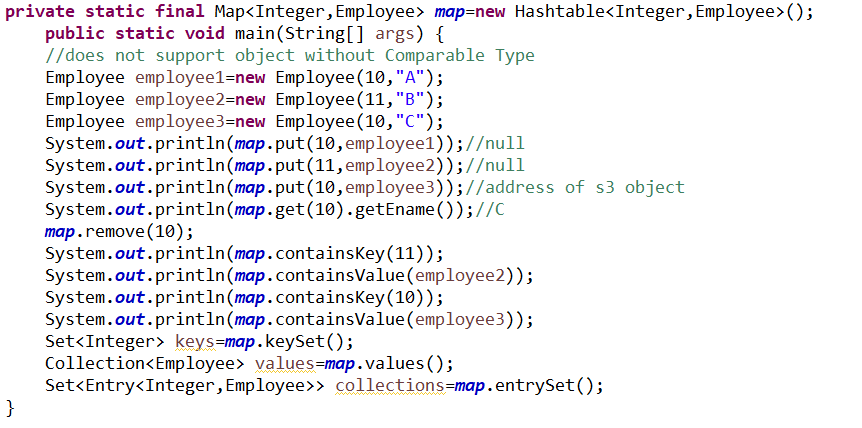 private static final Map<Integer,Employee> map=new Hashtable<Integer,Employee>();
public static void main(String[] args) {
//does not support object without Comparable Type
Employee employee1=new Employee(10,"A");
Employee employee2=new Employee(11,"B");
Employee employee3=new Employee(10,"C");
System.out.println(map.put(10,employee1));//null
System.out.println(map.put(11,employee2));//null
System.out.println(map.put(10,employee3));//address of s3 object
System.out.println(map.get(10).getEname());//C
map.remove(10);
System.out.println(map.containsKey(11));
System.out.println(map.containsValue(employee2));
System.out.println(map.containsKey(10));
System.out.println(map.containsValue(employee3));
Set<Integer> keys=map.keySet();
Collection<Employee> values=map.values();
Set<Entry<Integer,Employee>> collections=map.entrySet();
}